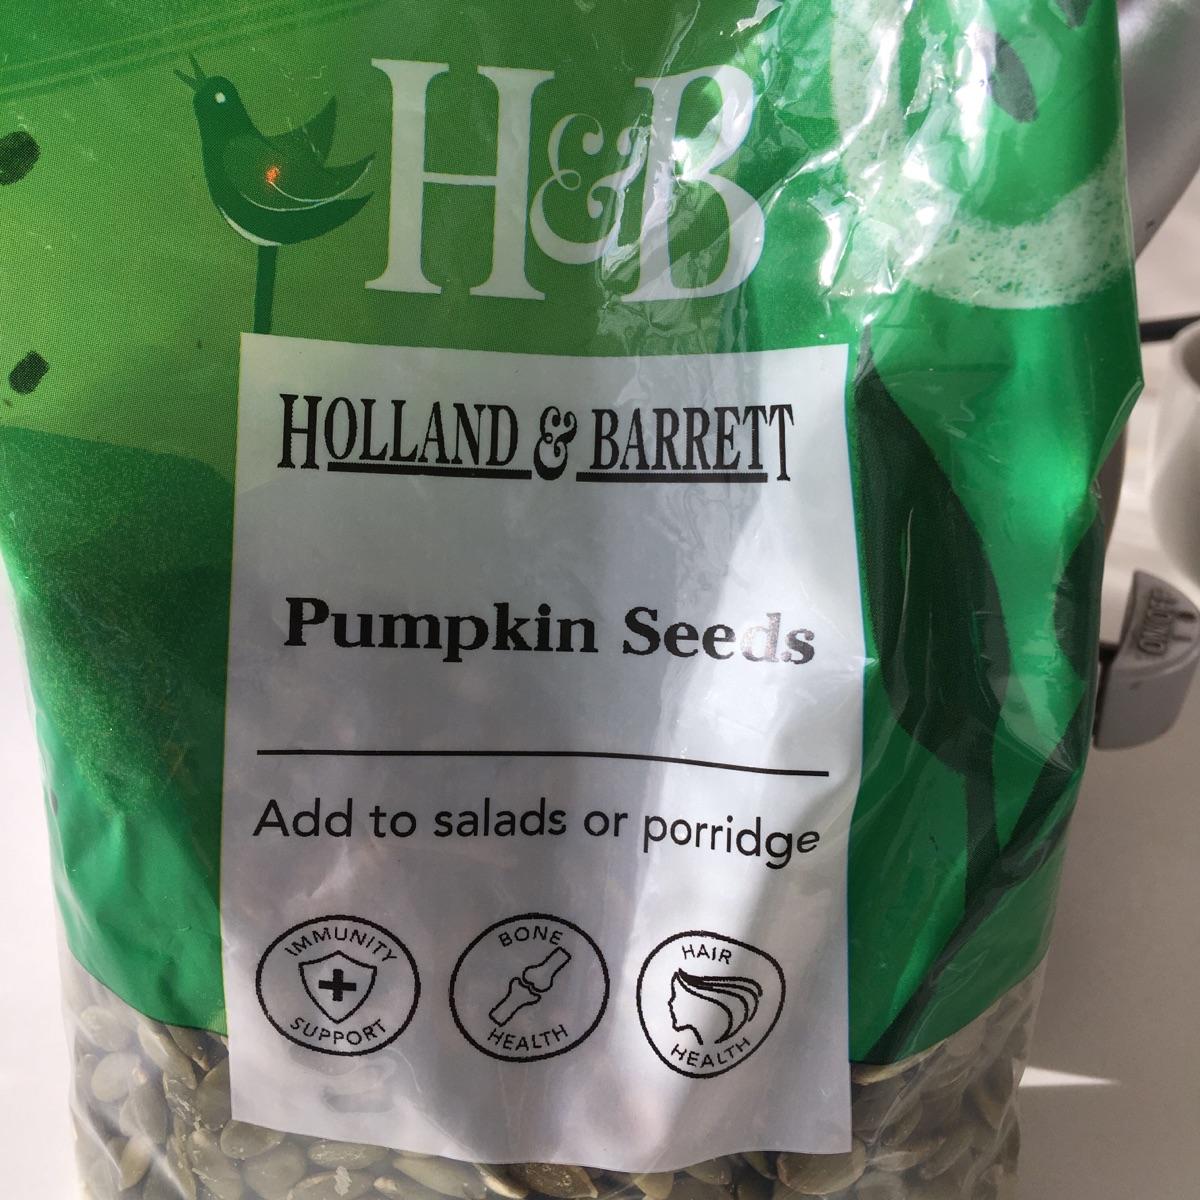 H&B
HOLLAND & BARRETT
Pumpkin Seeds
Add to salads or porridge
IMMUNITY
SUPPORT
BONE
HEALTH
HAIR
HEALTH